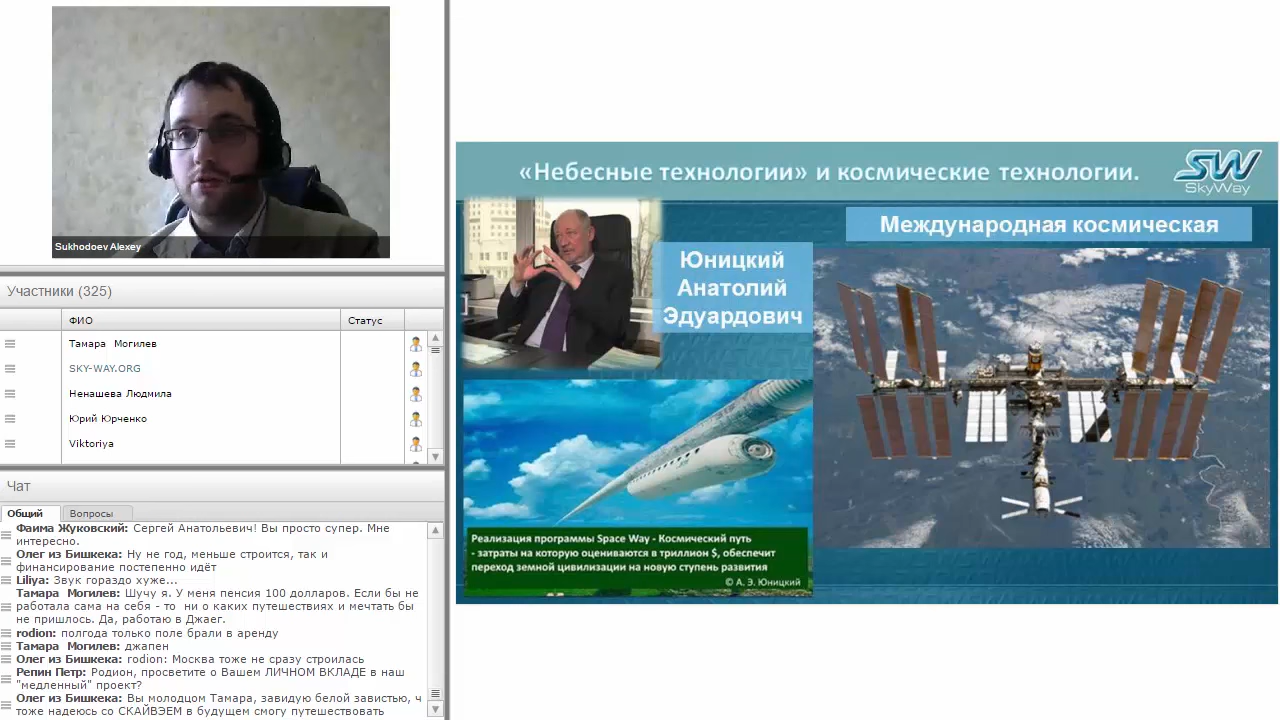 Sukhodoev Alexey
Участники (325)
ФИО Статус
Тамара Могилев
SKY-WAY.ORG
Ненашева Людмила
Юрий Юрченко
Viktoriya
Чат
Общий Вопросы
Фаима Жуковский: Сергей Анатольевич! Вы просто супер. Мне
интересно.
Олег из Бишкека: Ну не год, меньше строится, так и
финансирование постепенно идёт
Liliya: Звук гораздо хуже...
Тамара Могилев: Шучу я. У меня пенсия 100 долларов. Если бы не
работала сама на себя - то ни о каких путешествиях и мечтать бы
не пришлось. Да, работаю в Джаег.
rodion: полгода только поле брали в аренду
Тамара Могилев: джапен
Олег из Бишкека: rodion: Москва тоже не сразу строилась
Репин Петр: Родион, просветите о Вашем ЛИЧНОМ ВКЛАДЕ в наш
"медленный" проект?
Олег из Бишкека: Вы молодцом Тамара, завидую белой завистью, ч
тоже надеюсь со СКАЙВЭЕМ в будущем смогу путешествовать
«Небесные технологии» и космические технологии.
SW
SkyWay
Юницкий
Анатолий
Эдуардович
Международная космическая
Реализация программы Space Way - Космический путь
- затраты на которую оцениваются в триллион $, обеспечит
переход земной цивилизации на новую ступень развития
© А. Э. Юницкий